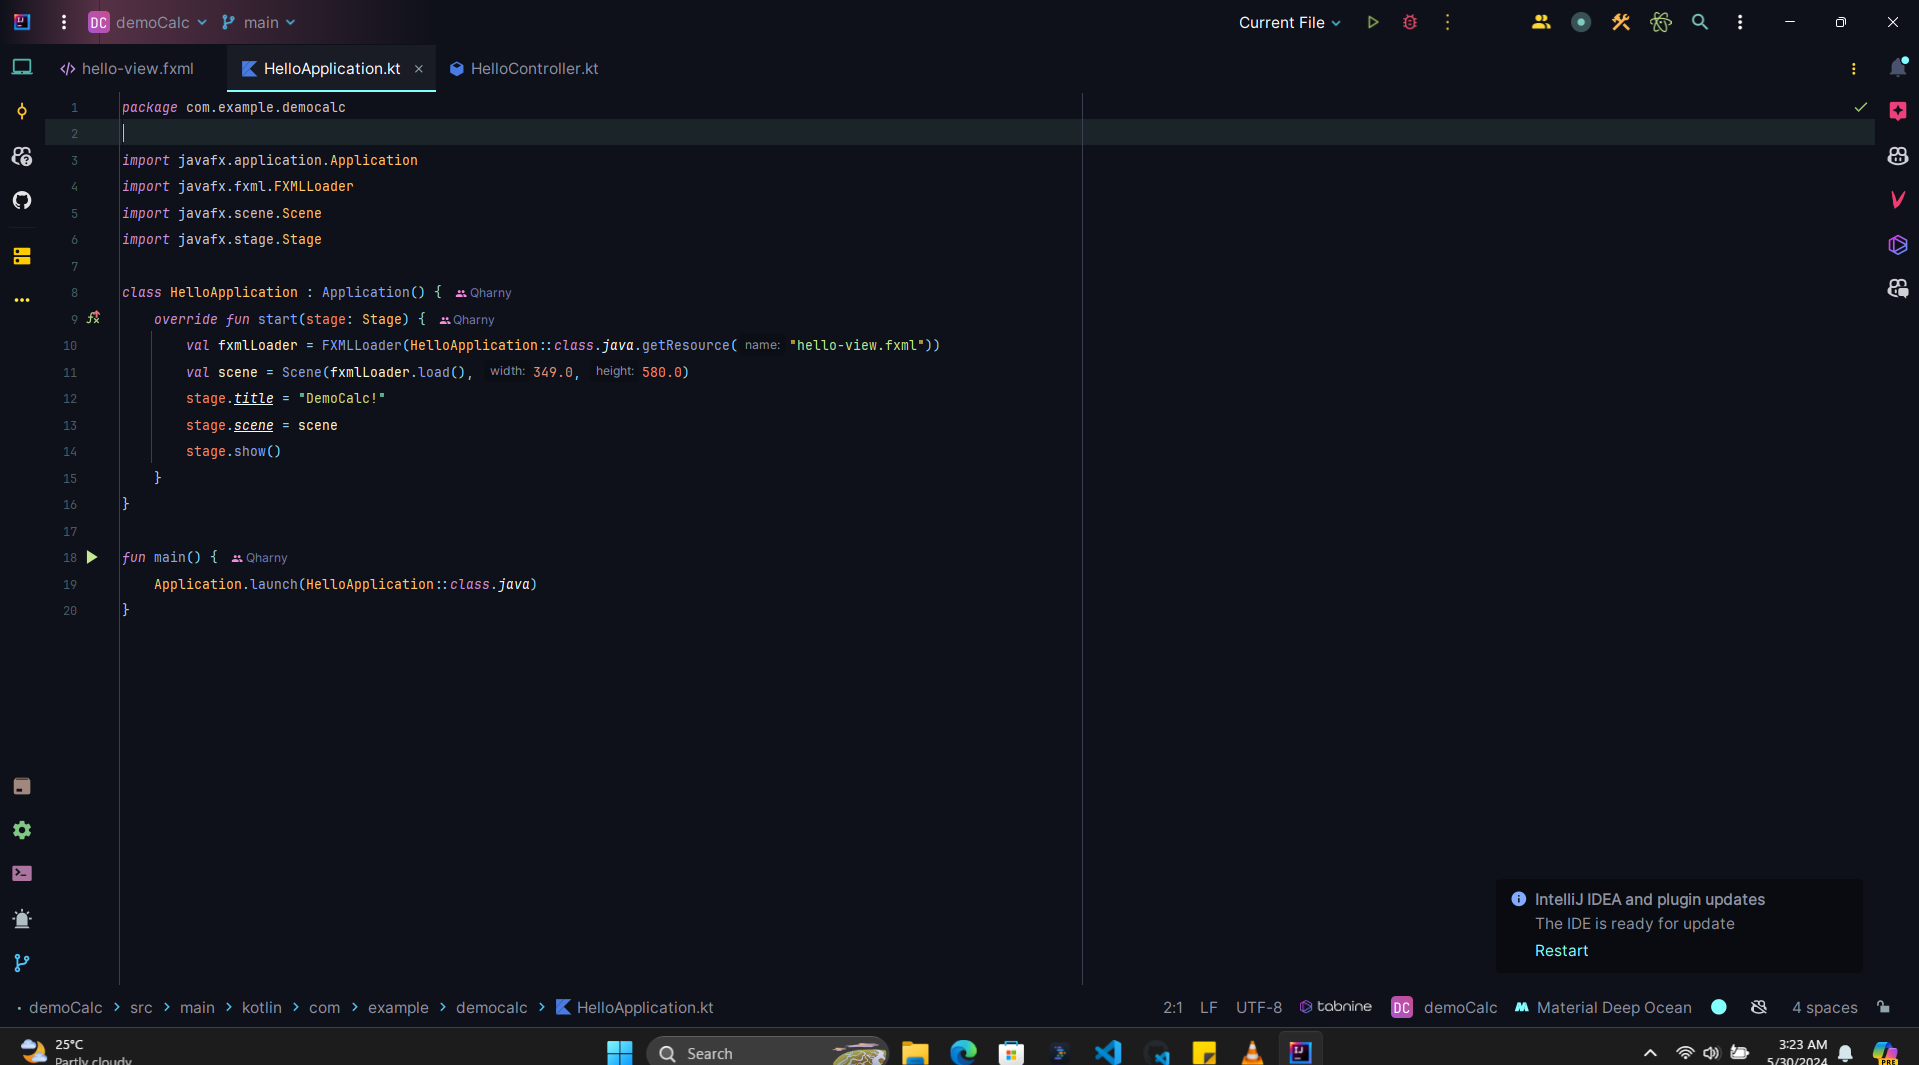 DC demoCalc main Current File
hello-view.fxml HelloApplication.kt HelloController.kt
1 package com.example.democalc
2
3 import javafx.application.Application
4 import javafx.fxml.FXMLLoader
5 import javafx.scene.Scene
6 import javafx.stage.Stage
7
8 class HelloApplication : Application() { Qharny
9 override fun start(stage: Stage) { Qharny
10 val fxmlLoader = FXMLLoader(HelloApplication::class.java.getResource( name: "hello-view.fxml"))
11 val scene = Scene(fxmlLoader.load(), width: 349.0, height: 580.0)
12 stage.title = "DemoCalc!"
13 stage.scene = scene
14 stage.show()
15 }
16 }
17
18 fun main() { Qharny
19 Application.launch(HelloApplication::class.java)
20 }
IntelliJ IDEA and plugin updates
The IDE is ready for update
Restart
demoCalc > src > main > kotlin > com > example > democalc > HelloApplication.kt 2:1 LF UTF-8 tabnine DC demoCalc Material Deep Ocean 4 spaces
25°C
Partly cloudy
Search
3:23 AM
5/30/2024
PRE